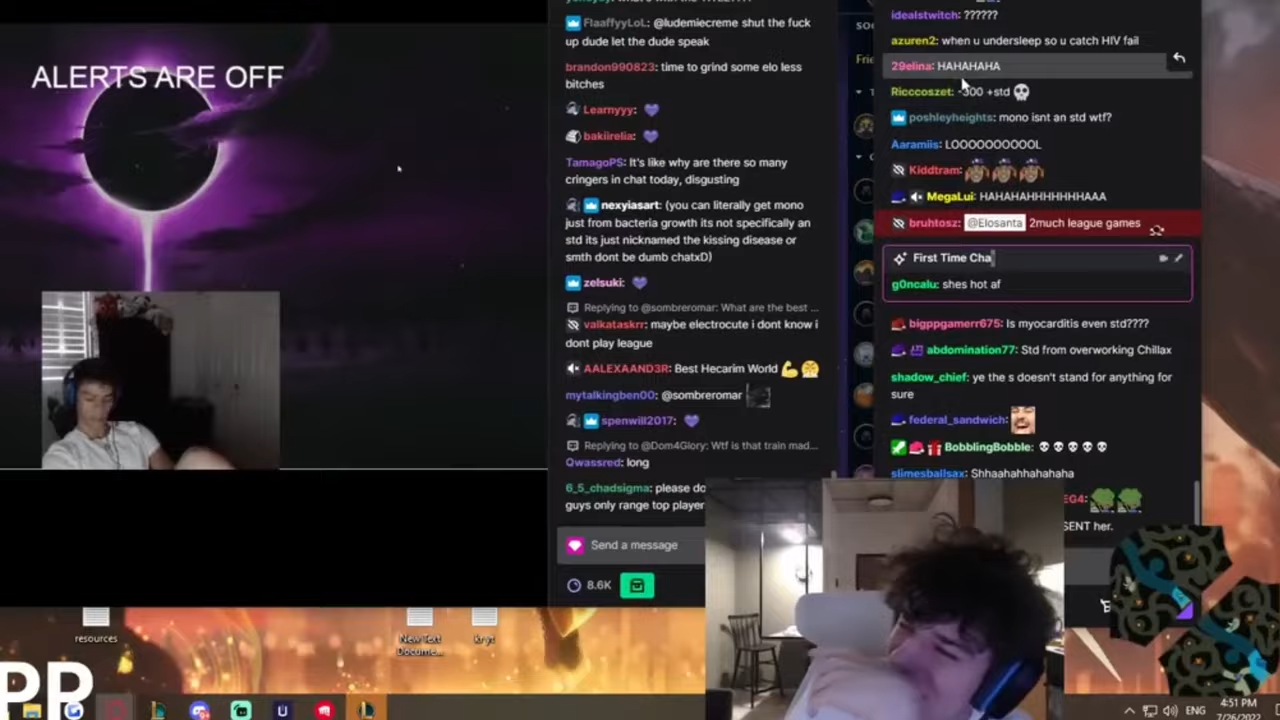 ALERTS ARE OFF
FlaaffyyLoL: @ludemiecreme shut the fuck
up dude let the dude speak
brandon990823: time to grind some elo less
bitches
Learnyyy:
bakiirelia:
TamagoPS: It's like why are there so many
cringers in chat today, disgusting
nexyiasart: (you can literally get mono
just from bacteria growth its not specifically an
std its just nicknamed the kissing disease or
smth dont be dumb chatxD)
zelsuki:
Replying to @sombreromar: What are the best ...
valkataskrr: maybe electrocute i dont know i
dont play league
AALEXAAND3R: Best Hecarim World 💪😤
mytalkingben00: @sombreromar
spenwill2017:
Replying to @Dom4Glory: Wtf is that train mad...
Qwassred: long
6_5_chadsigma: please do
guys only range top player
Send a message
8.6K
idealstwitch: ??????
azuren2: when u undersleep so u catch HIV fail
29elina: HAHAHAHA
Ricccoszet: -300 +std 💀
poshleyheights: mono isnt an std wtf?
Aaramiis: LOOOOOOOOOOL
Kiddtram:
MegaLui: HAHAHAHHHHHHHAAA
bruhtosz: @Elosanta 2much league games
First Time Cha
g0ncalu: shes hot af
bigppgamerr675: Is myocarditis even std????
abdomination77: Std from overworking Chillax
shadow_chief: ye the s doesn't stand for anything for
sure
federal_sandwich:
BobblingBobble: 💀💀💀💀💀
slimesballsax: Shhaahahhahahaha
EG4:
SENT her.
resources
New Text
Docume...
kryt
PR
ENG
4:51 PM
7/26/2022